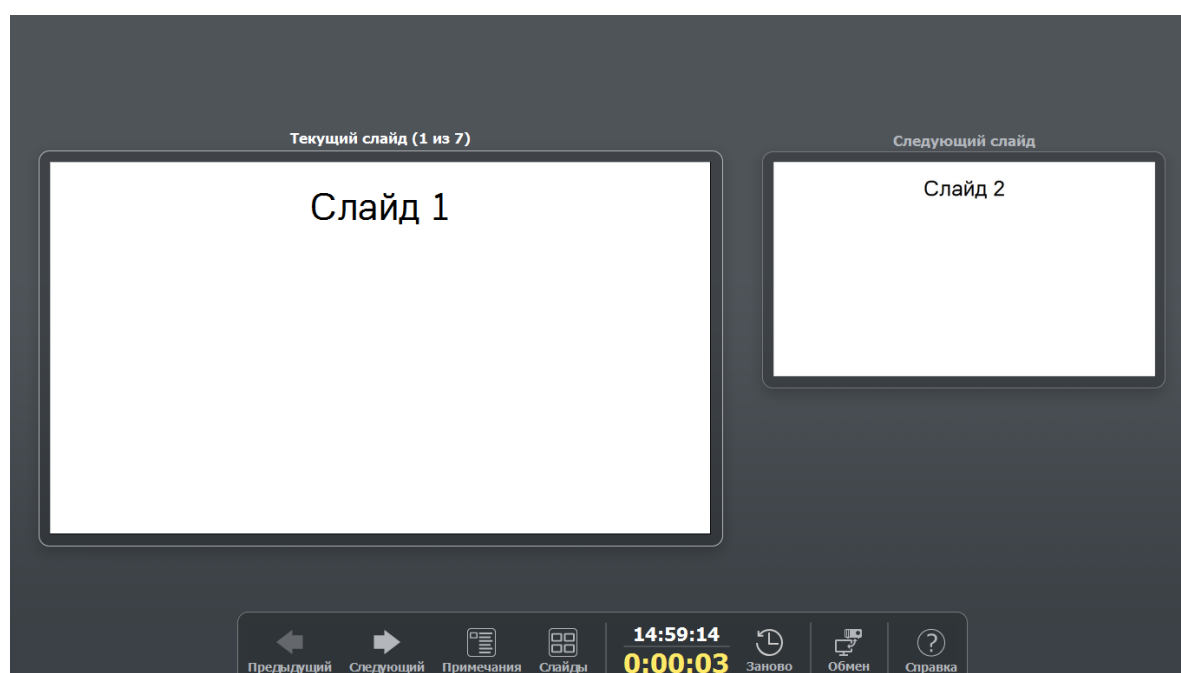 Текущий слайд (1 из 7)
Следующий слайд
Слайд 1
Слайд 2
14:59:14
0:00:03
Предыдущий Следующий Примечания Слайды Заново Обмен Справка